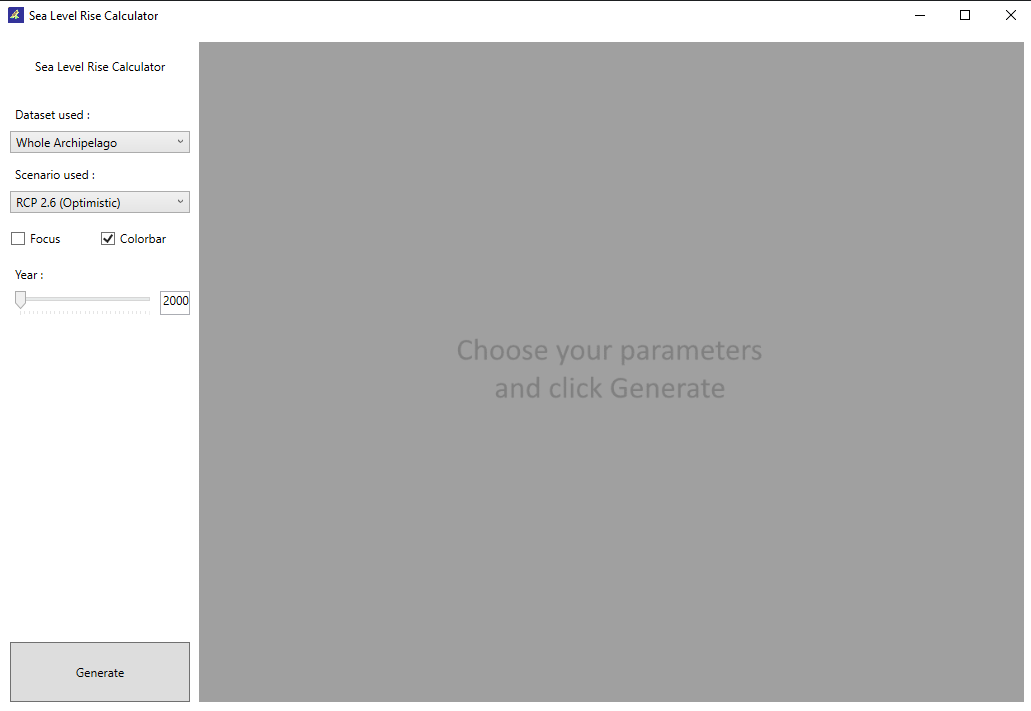 Sea Level Rise Calculator
Sea Level Rise Calculator
Dataset used :
Whole Archipelago
Scenario used :
RCP 2.6 (Optimistic)
Focus Colorbar
Year :
2000
Choose your parameters
and click Generate
Generate